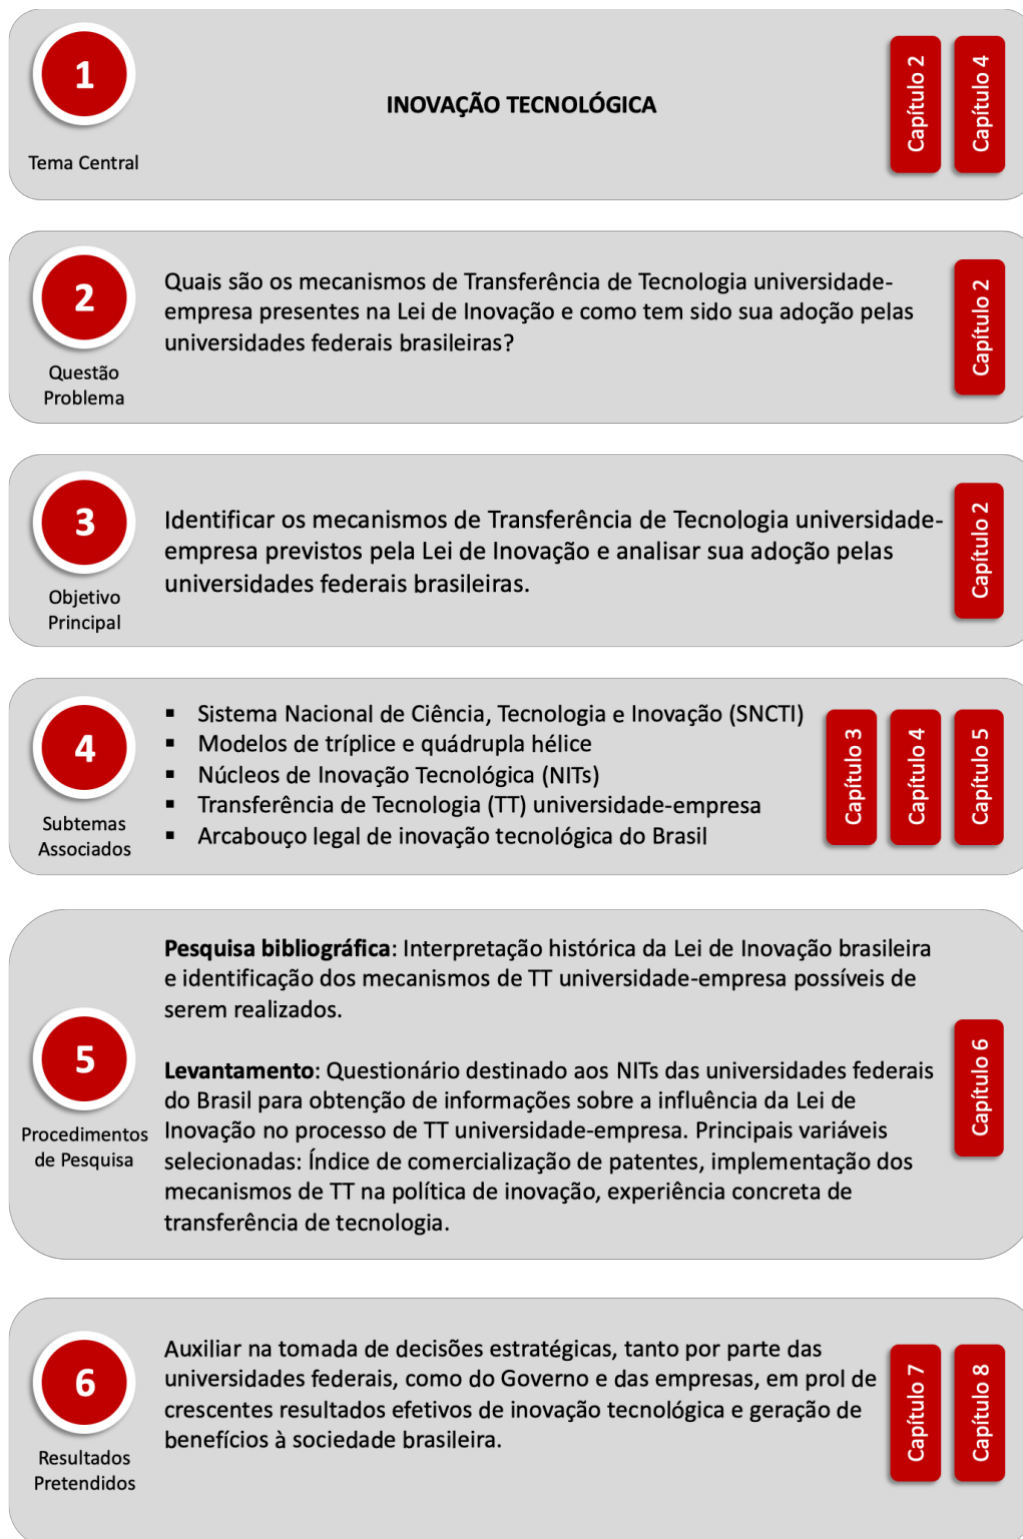 1
Tema Central
INOVAÇÃO TECNOLÓGICA
Capítulo 2
Capítulo 4
2
Questão
Problema
Quais são os mecanismos de Transferência de Tecnologia universidade-
empresa presentes na Lei de Inovação e como tem sido sua adoção pelas
universidades federais brasileiras?
Capítulo 2
3
Objetivo
Principal
Identificar os mecanismos de Transferência de Tecnologia universidade-
empresa previstos pela Lei de Inovação e analisar sua adoção pelas
universidades federais brasileiras.
Capítulo 2
4
Subtemas
Associados
▪ Sistema Nacional de Ciência, Tecnologia e Inovação (SNCTI)
▪ Modelos de tríplice e quádrupla hélice
▪ Núcleos de Inovação Tecnológica (NITs)
▪ Transferência de Tecnologia (TT) universidade-empresa
▪ Arcabouço legal de inovação tecnológica do Brasil
Capítulo 3
Capítulo 4
Capítulo 5
5
Procedimentos
de Pesquisa
Pesquisa bibliográfica: Interpretação histórica da Lei de Inovação brasileira
e identificação dos mecanismos de TT universidade-empresa possíveis de
serem realizados.
Levantamento: Questionário destinado aos NITs das universidades federais
do Brasil para obtenção de informações sobre a influência da Lei de
Inovação no processo de TT universidade-empresa. Principais variáveis
selecionadas: Índice de comercialização de patentes, implementação dos
mecanismos de TT na política de inovação, experiência concreta de
transferência de tecnologia.
Capítulo 6
6
Resultados
Pretendidos
Auxiliar na tomada de decisões estratégicas, tanto por parte das
universidades federais, como do Governo e das empresas, em prol de
crescentes resultados efetivos de inovação tecnológica e geração de
benefícios à sociedade brasileira.
Capítulo 7
Capítulo 8